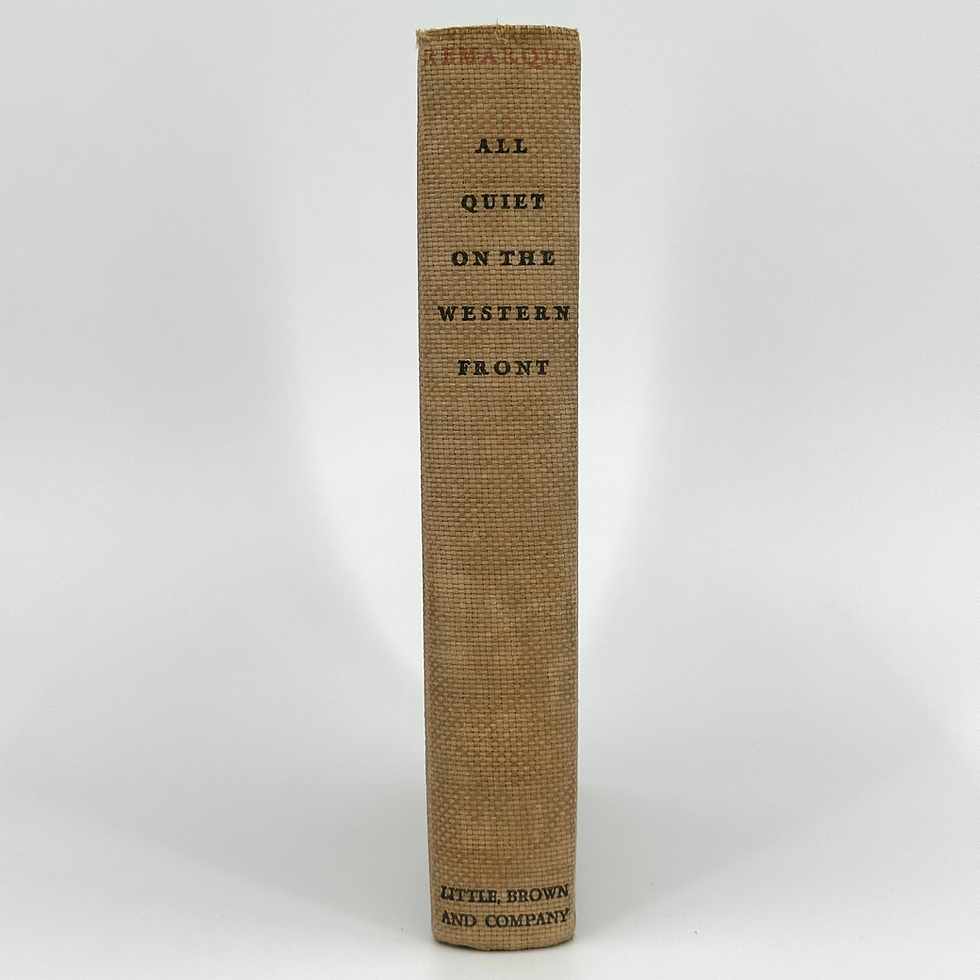 REMARQUE
ALL
QUIET
ON THE
WESTERN
FRONT
LITTLE, BROWN
AND COMPANY